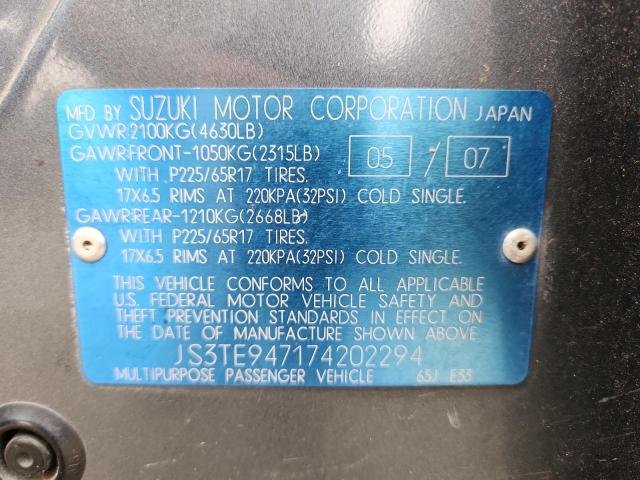 MFD BY SUZUKI MOTOR CORPORATION JAPAN
GVWR:2100KG(4630LB)
GAWR:FRONT-1050KG(2315LB) 05 / 07
WITH P225/65R17 TIRES.
17X6.5 RIMS AT 220KPA(32PSI) COLD SINGLE.
GAWR:REAR-1210KG(2668LB)
WITH P225/65R17 TIRES.
17X6.5 RIMS AT 220KPA(32PSI) COLD SINGLE.
THIS VEHICLE CONFORMS TO ALL APPLICABLE
U.S. FEDERAL MOTOR VEHICLE SAFETY AND
THEFT PREVENTION STANDARDS IN EFFECT ON
THE DATE OF MANUFACTURE SHOWN ABOVE.
JS3TE947174202294
MULTIPURPOSE PASSENGER VEHICLE 65J E33